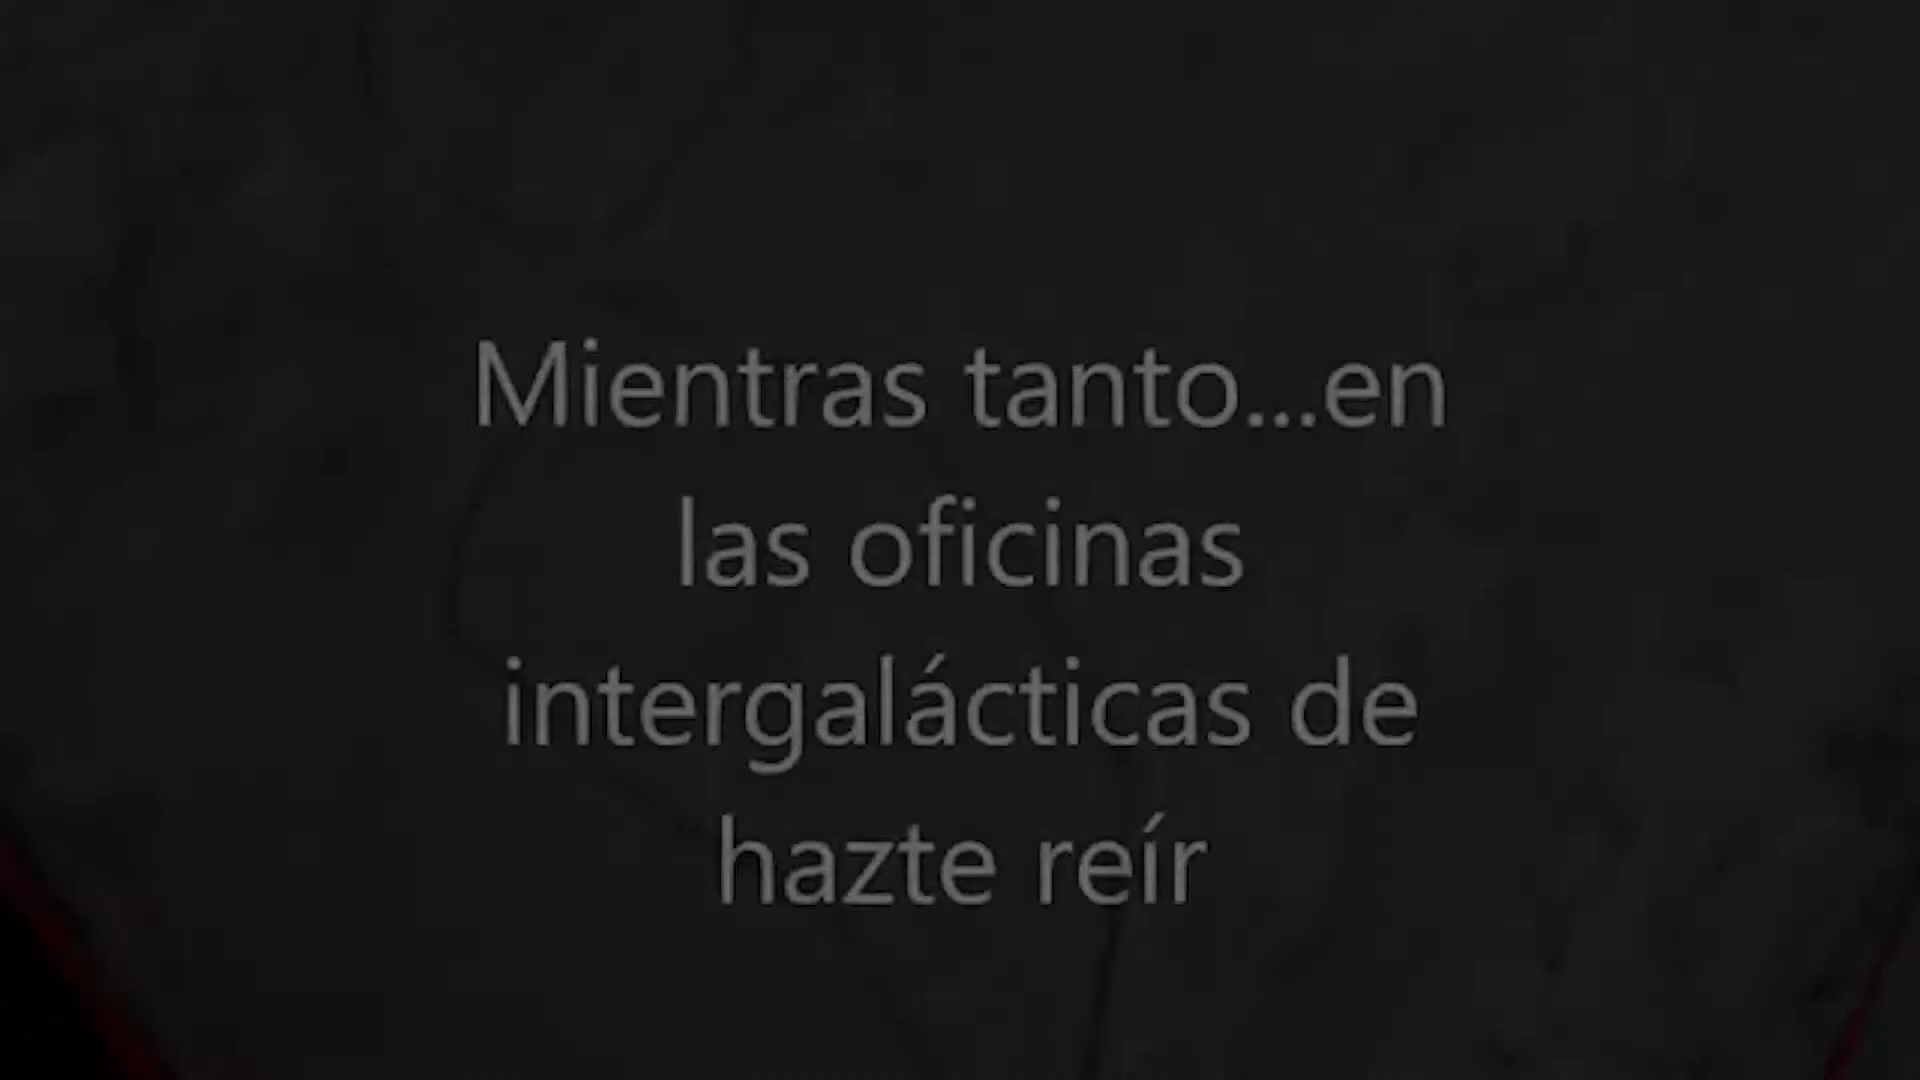 Mientras tanto...en
las oficinas
intergalácticas de
hazte reír